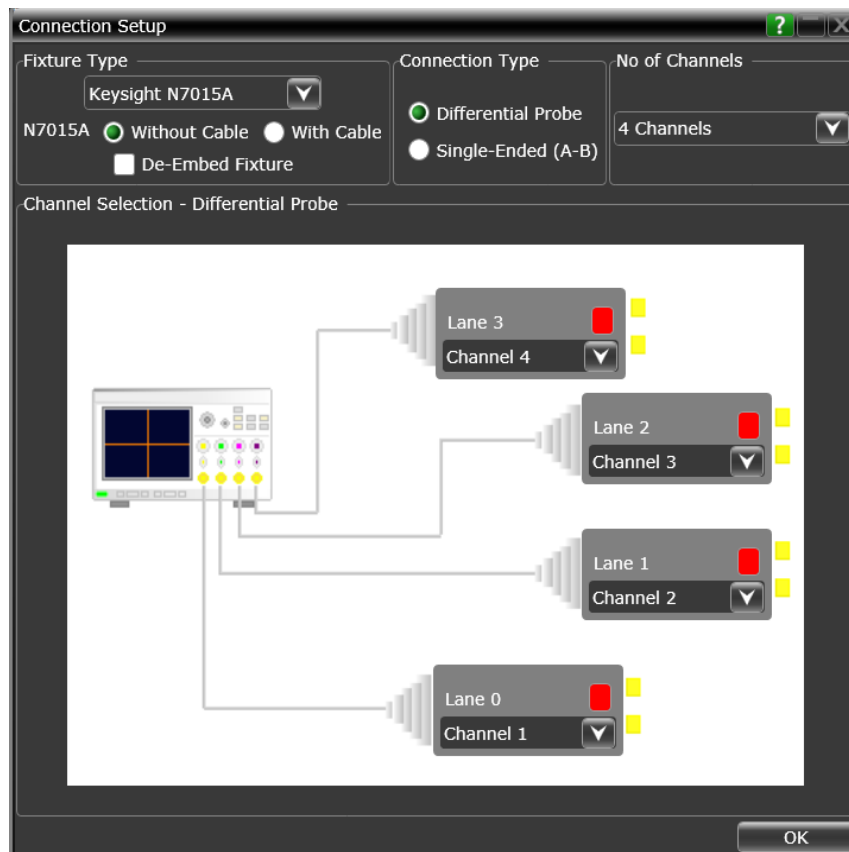 Connection Setup
?
Fixture Type
Keysight N7015A
N7015A Without Cable With Cable
De-Embed Fixture
Connection Type
Differential Probe
Single-Ended (A-B)
No of Channels
4 Channels
Channel Selection - Differential Probe
Lane 3
Channel 4
Lane 2
Channel 3
Lane 1
Channel 2
Lane 0
Channel 1
OK